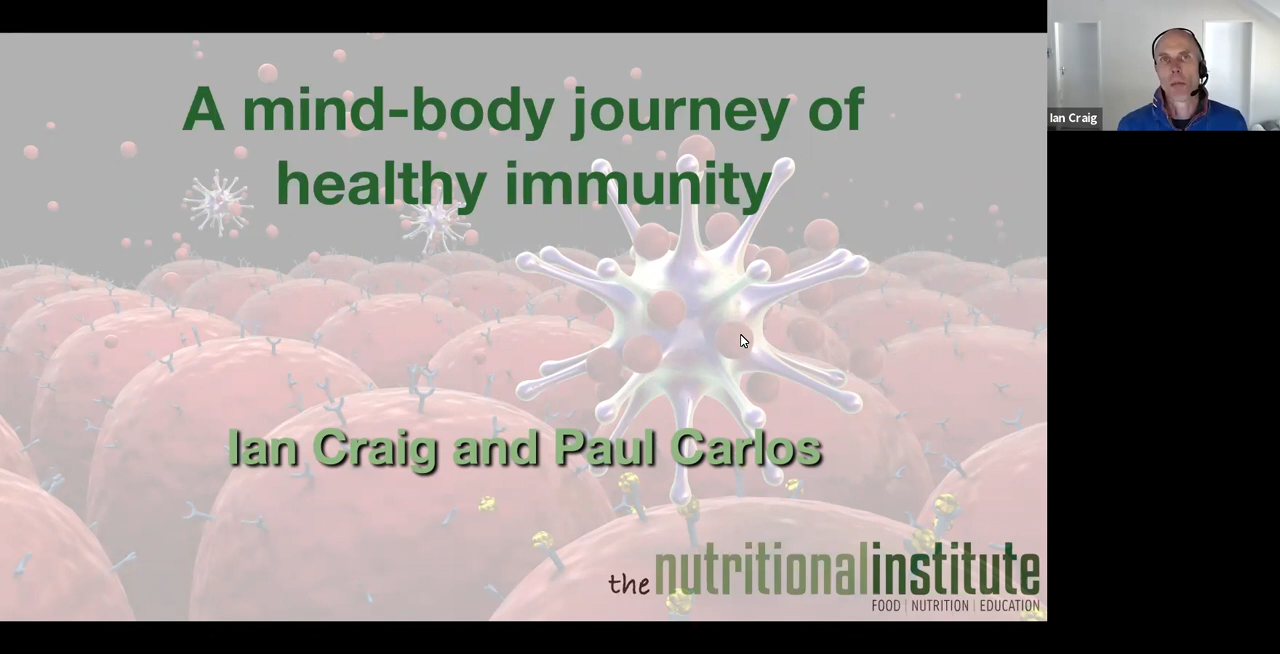 A mind-body journey of
healthy immunity
Ian Craig
Ian Craig and Paul Carlos
the nutritionalinstitute
FOOD | NUTRITION | EDUCATION